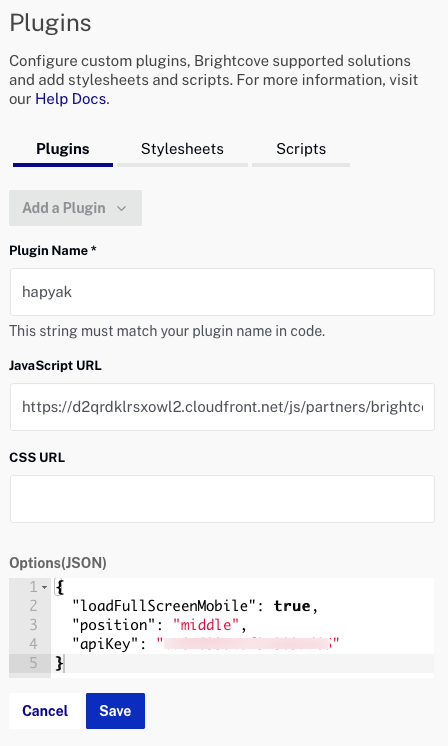 Plugins
Configure custom plugins, Brightcove supported solutions
and add stylesheets and scripts. For more information, visit
our Help Docs.
Plugins Stylesheets Scripts
Add a Plugin
Plugin Name *
hapyak
This string must match your plugin name in code.
JavaScript URL
https://d2qrdklrsxowl2.cloudfront.net/js/partners/brightc
CSS URL
Options(JSON)
1 {
2 "loadFullScreenMobile": true,
3 "position": "middle",
4 "apiKey": " "
5 }
Cancel Save